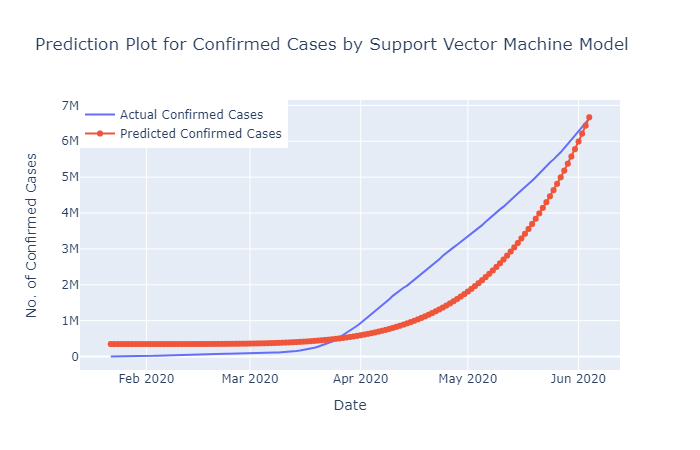 Prediction Plot for Confirmed Cases by Support Vector Machine Model
Actual Confirmed Cases
Predicted Confirmed Cases
7M
6M
5M
4M
3M
2M
1M
0
No. of Confirmed Cases
Feb 2020
Mar 2020
Apr 2020
May 2020
Jun 2020
Date